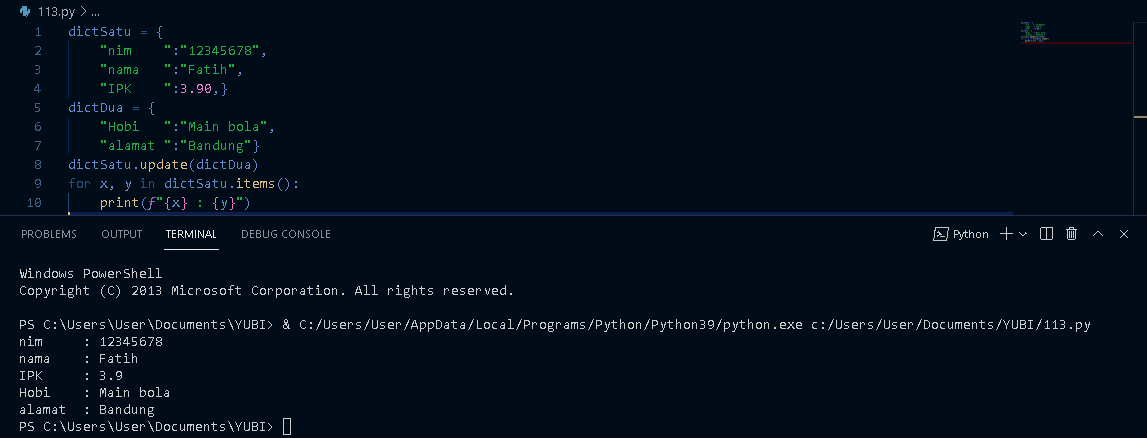 113.py > ...
1 dictSatu = {
2     "nim    ":"12345678",
3     "nama   ":"Fatih",
4     "IPK    ":3.90,}
5 dictDua = {
6     "Hobi   ":"Main bola",
7     "alamat ":"Bandung"}
8 dictSatu.update(dictDua)
9 for x, y in dictSatu.items():
10     print(f"{x} : {y}")
PROBLEMS OUTPUT TERMINAL DEBUG CONSOLE Python
Windows PowerShell
Copyright (C) 2013 Microsoft Corporation. All rights reserved.
PS C:\Users\User\Documents\YUBI> & C:/Users/User/AppData/Local/Programs/Python/Python39/python.exe c:/Users/User/Documents/YUBI/113.py
nim     : 12345678
nama    : Fatih
IPK     : 3.9
Hobi    : Main bola
alamat  : Bandung
PS C:\Users\User\Documents\YUBI>